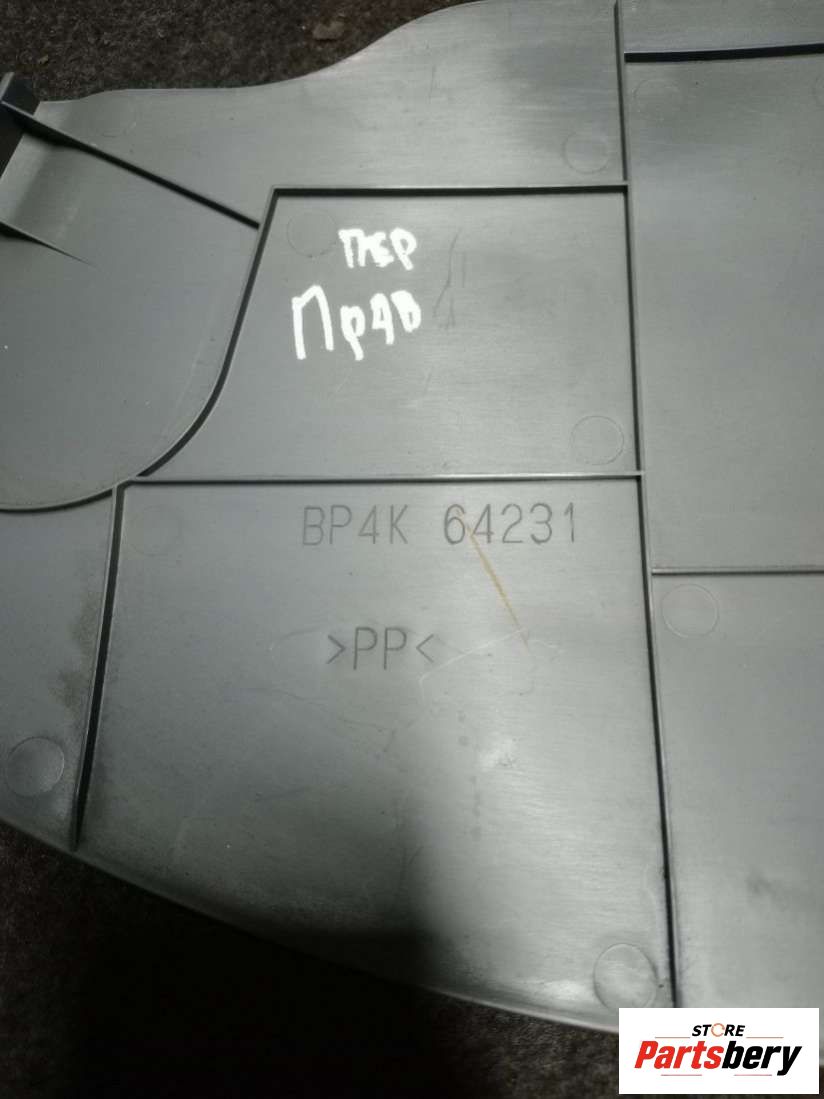 пер
Прав
BP4K 64231
>PP<
STORE
Partsbery